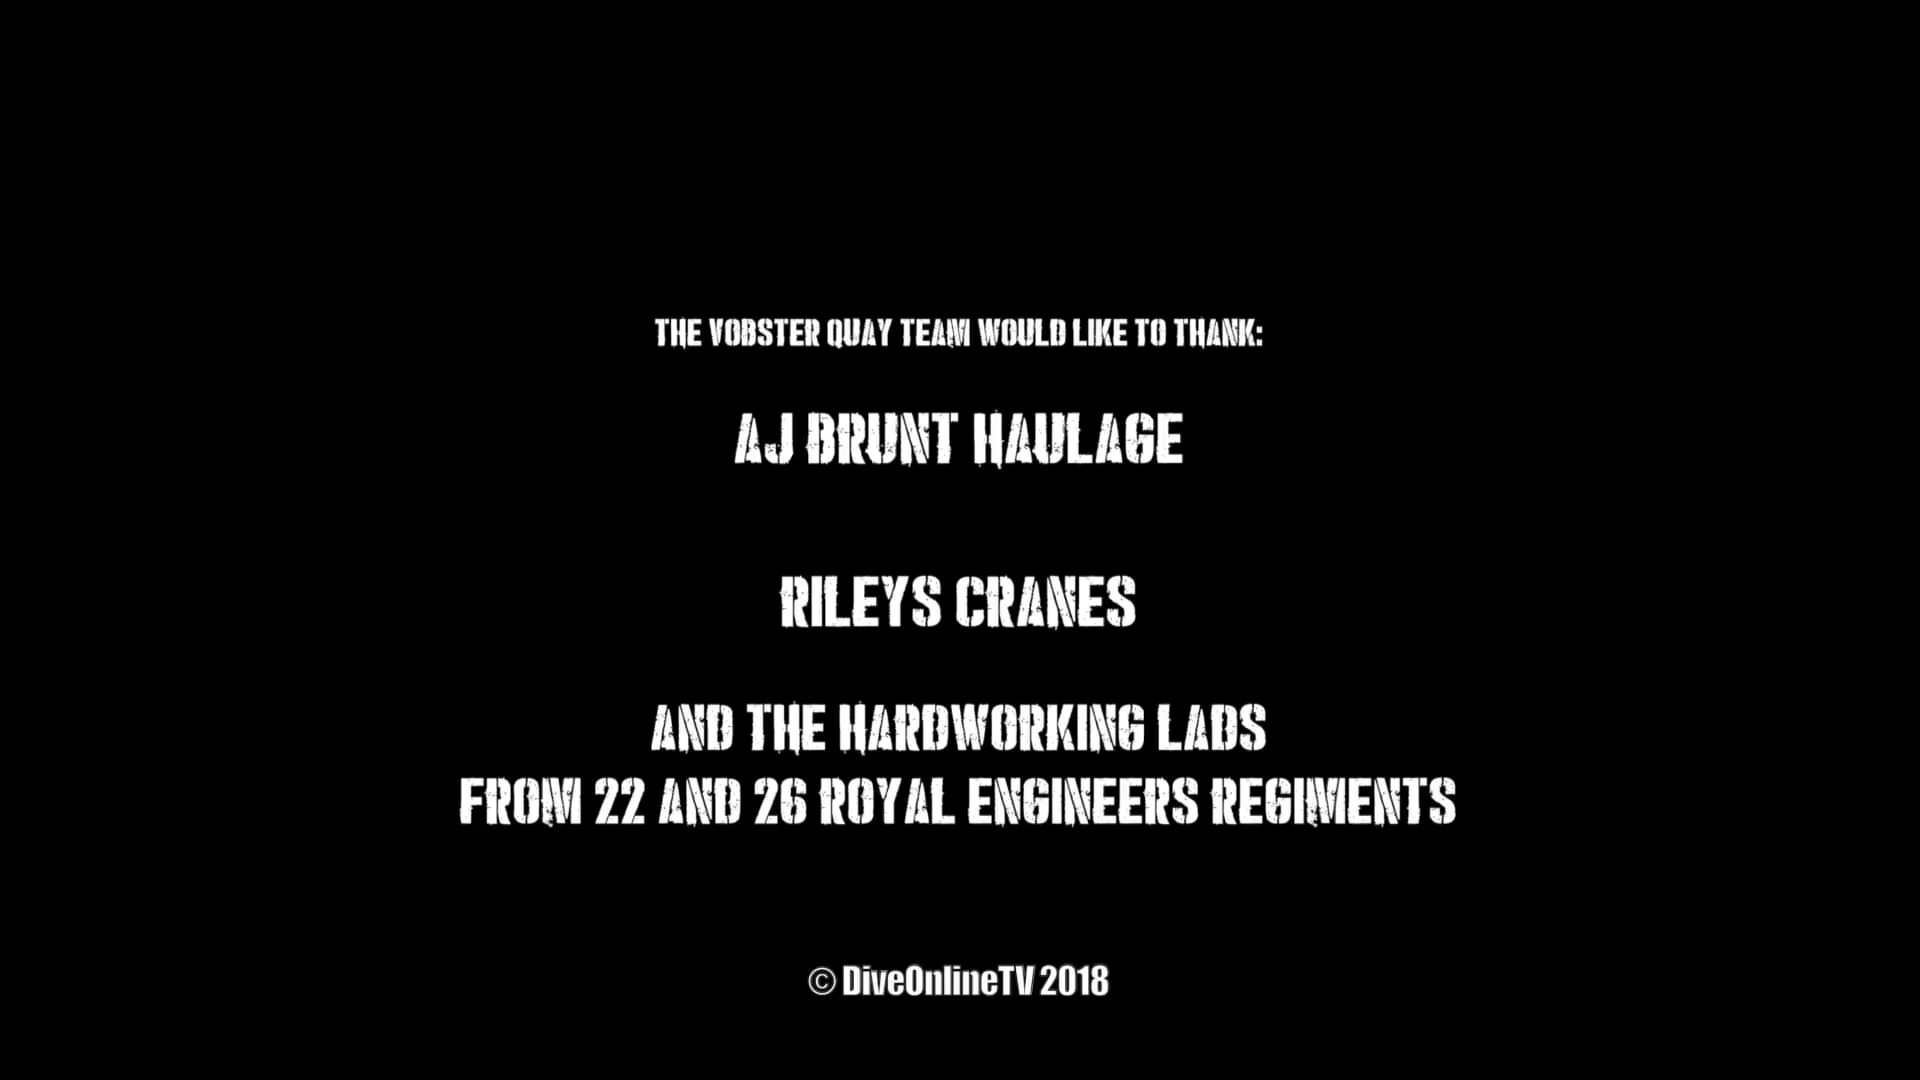 THE VOBSTER QUAY TEAM WOULD LIKE TO THANK:
AJ BRUNT HAULAGE
RILEYS CRANES
AND THE HARDWORKING LADS
FROM 22 AND 26 ROYAL ENGINEERS REGIMENTS
© DiveOnlineTV 2018